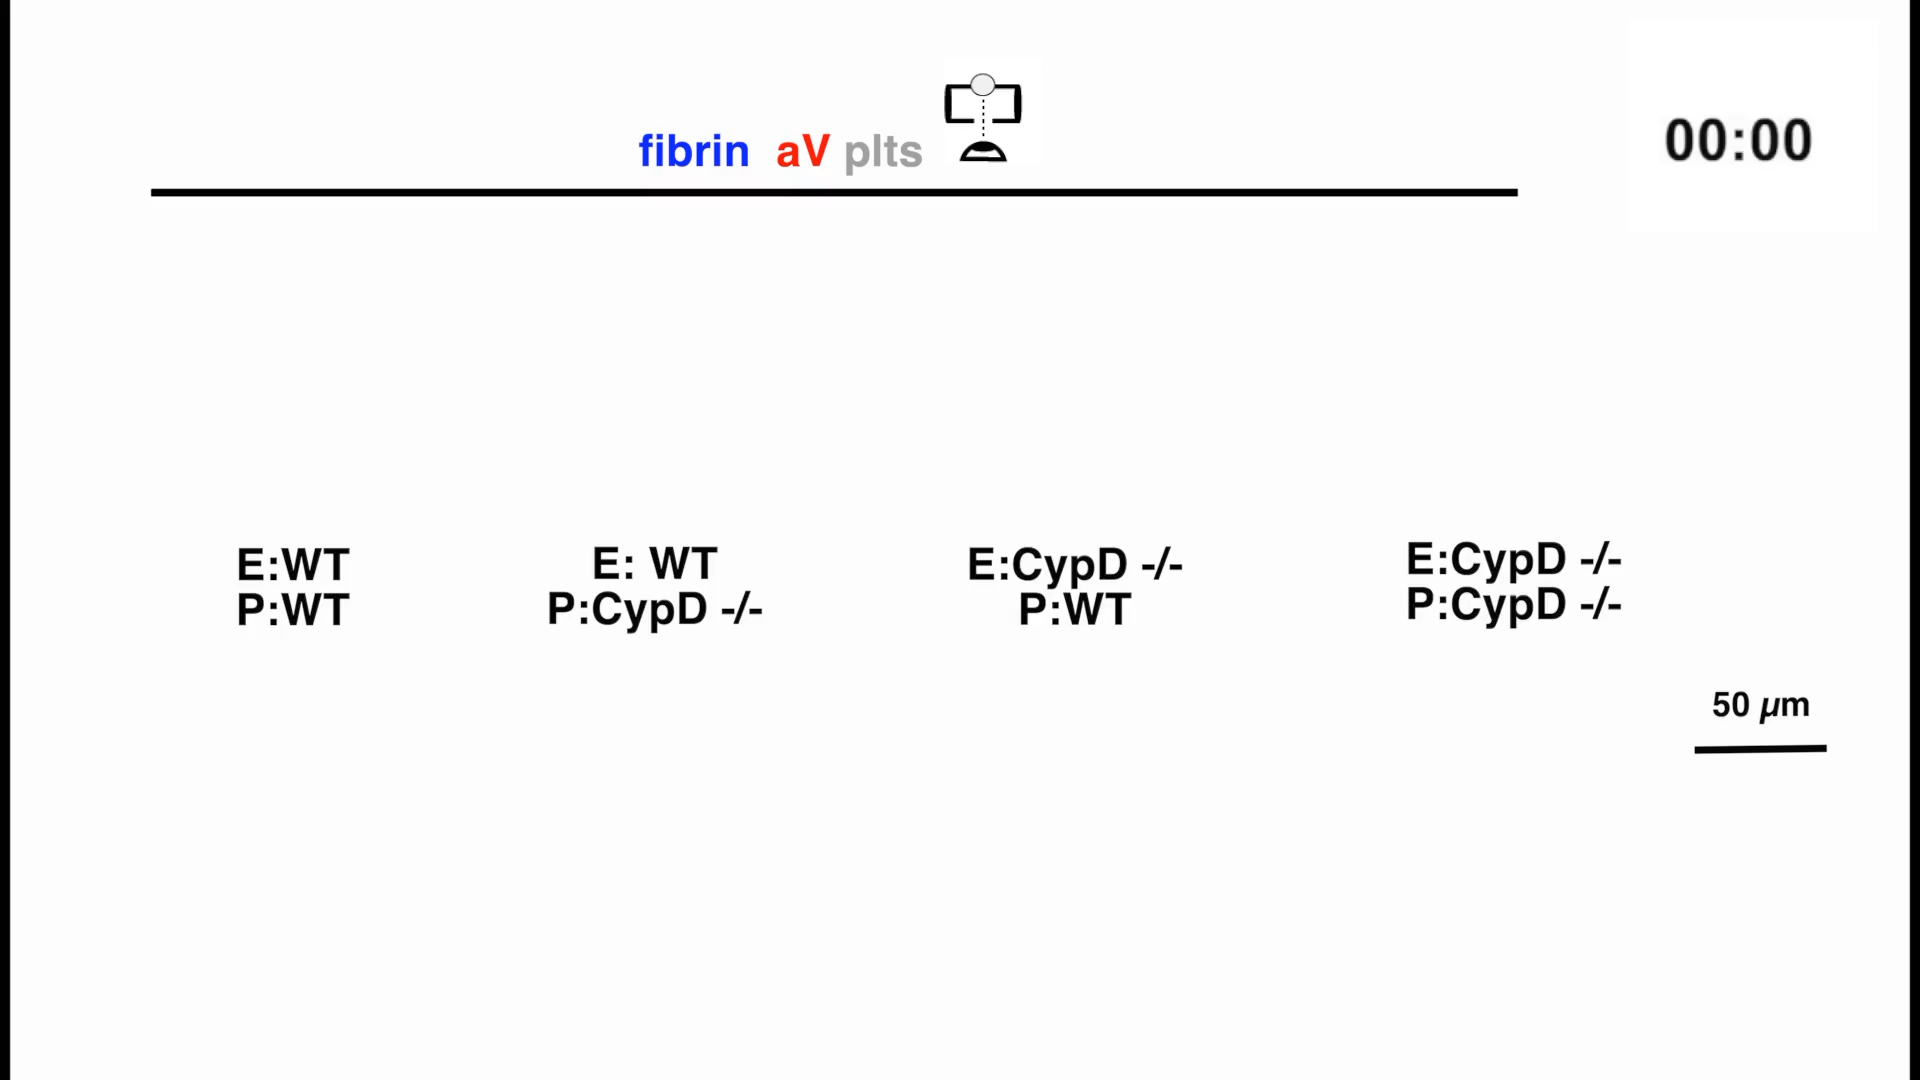 fibrin aV plts
00:00
E:WT
P:WT
E: WT
P:CypD -/-
E:CypD -/-
P:WT
E:CypD -/-
P:CypD -/-
50 µm